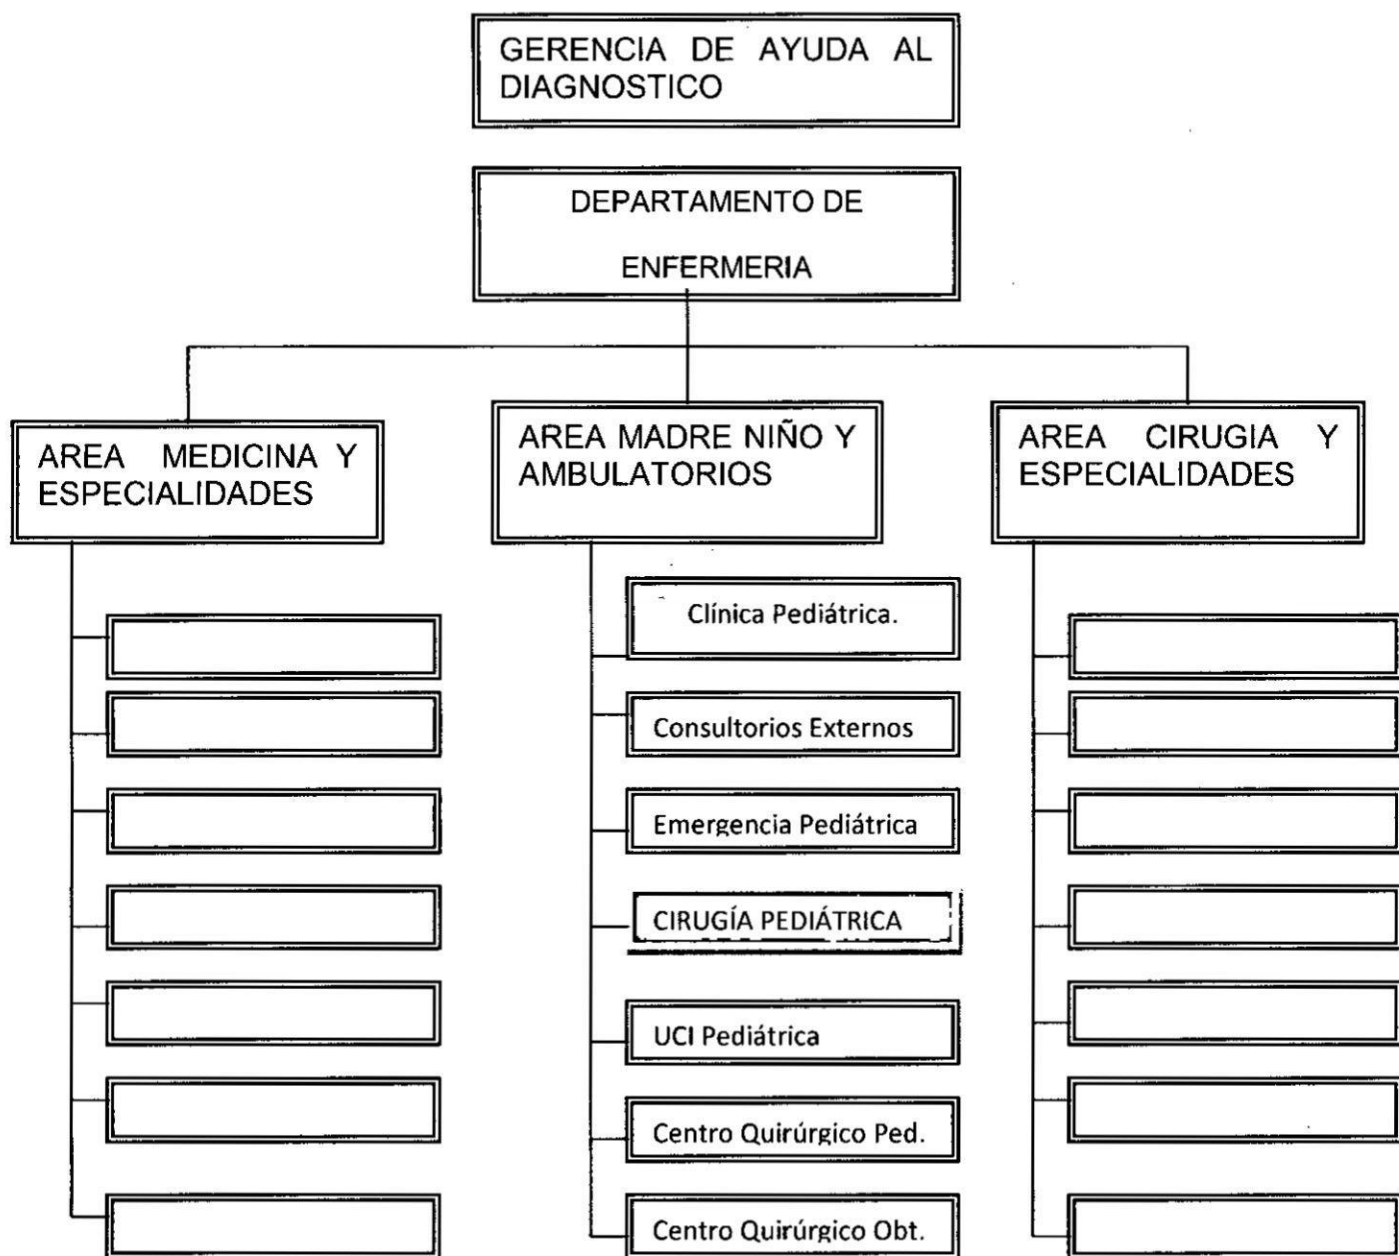 GERENCIA DE AYUDA AL
DIAGNOSTICO
DEPARTAMENTO DE
ENFERMERIA
AREA MEDICINA Y
ESPECIALIDADES
AREA MADRE NIÑO Y
AMBULATORIOS
AREA CIRUGIA Y
ESPECIALIDADES
Clínica Pediátrica.
Consultorios Externos
Emergencia Pediátrica
CIRUGÍA PEDIÁTRICA
UCI Pediátrica
Centro Quirúrgico Ped.
Centro Quirúrgico Obt.